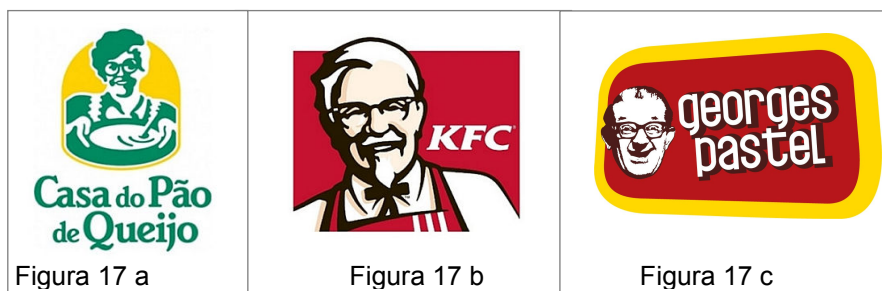 Casa do Pão
de Queijo
Figura 17 a
KFC
Figura 17 b
georges
pastel
Figura 17 c